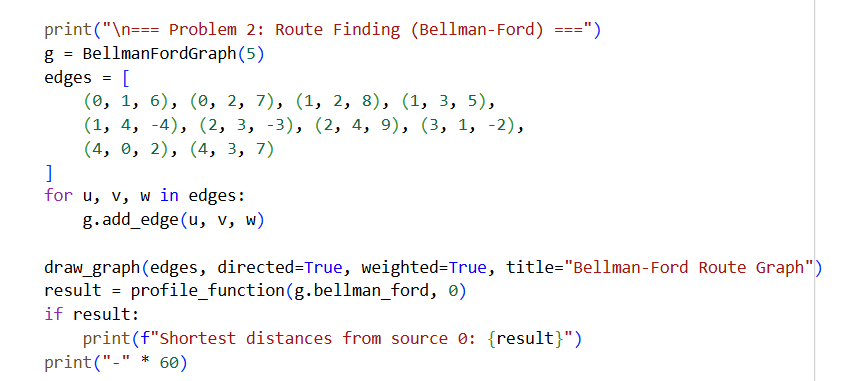 print("\n=== Problem 2: Route Finding (Bellman-Ford) ===")
g = BellmanFordGraph(5)
edges = [
    (0, 1, 6), (0, 2, 7), (1, 2, 8), (1, 3, 5),
    (1, 4, -4), (2, 3, -3), (2, 4, 9), (3, 1, -2),
    (4, 0, 2), (4, 3, 7)
]
for u, v, w in edges:
    g.add_edge(u, v, w)
draw_graph(edges, directed=True, weighted=True, title="Bellman-Ford Route Graph")
result = profile_function(g.bellman_ford, 0)
if result:
    print(f"Shortest distances from source 0: {result}")
print("-" * 60)